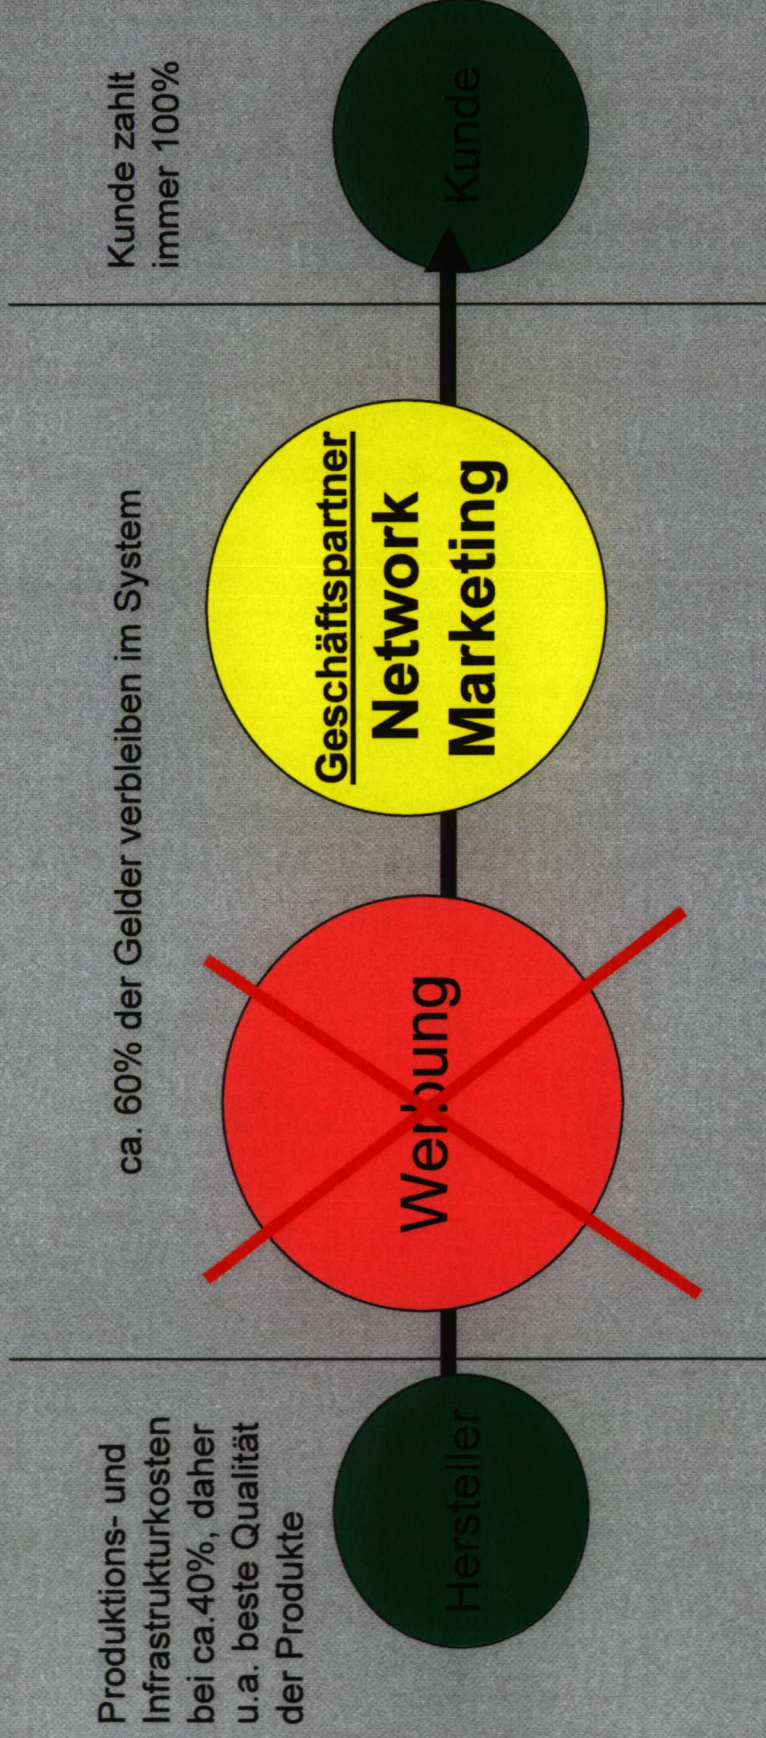 Produktions- und
Infrastrukturkosten
bei ca.40%, daher
u.a. beste Qualität
der Produkte
ca. 60% der Gelder verbleiben im System
Kunde zahlt
immer 100%
Hersteller
Werbung
Geschäftspartner
Network
Marketing
Kunde